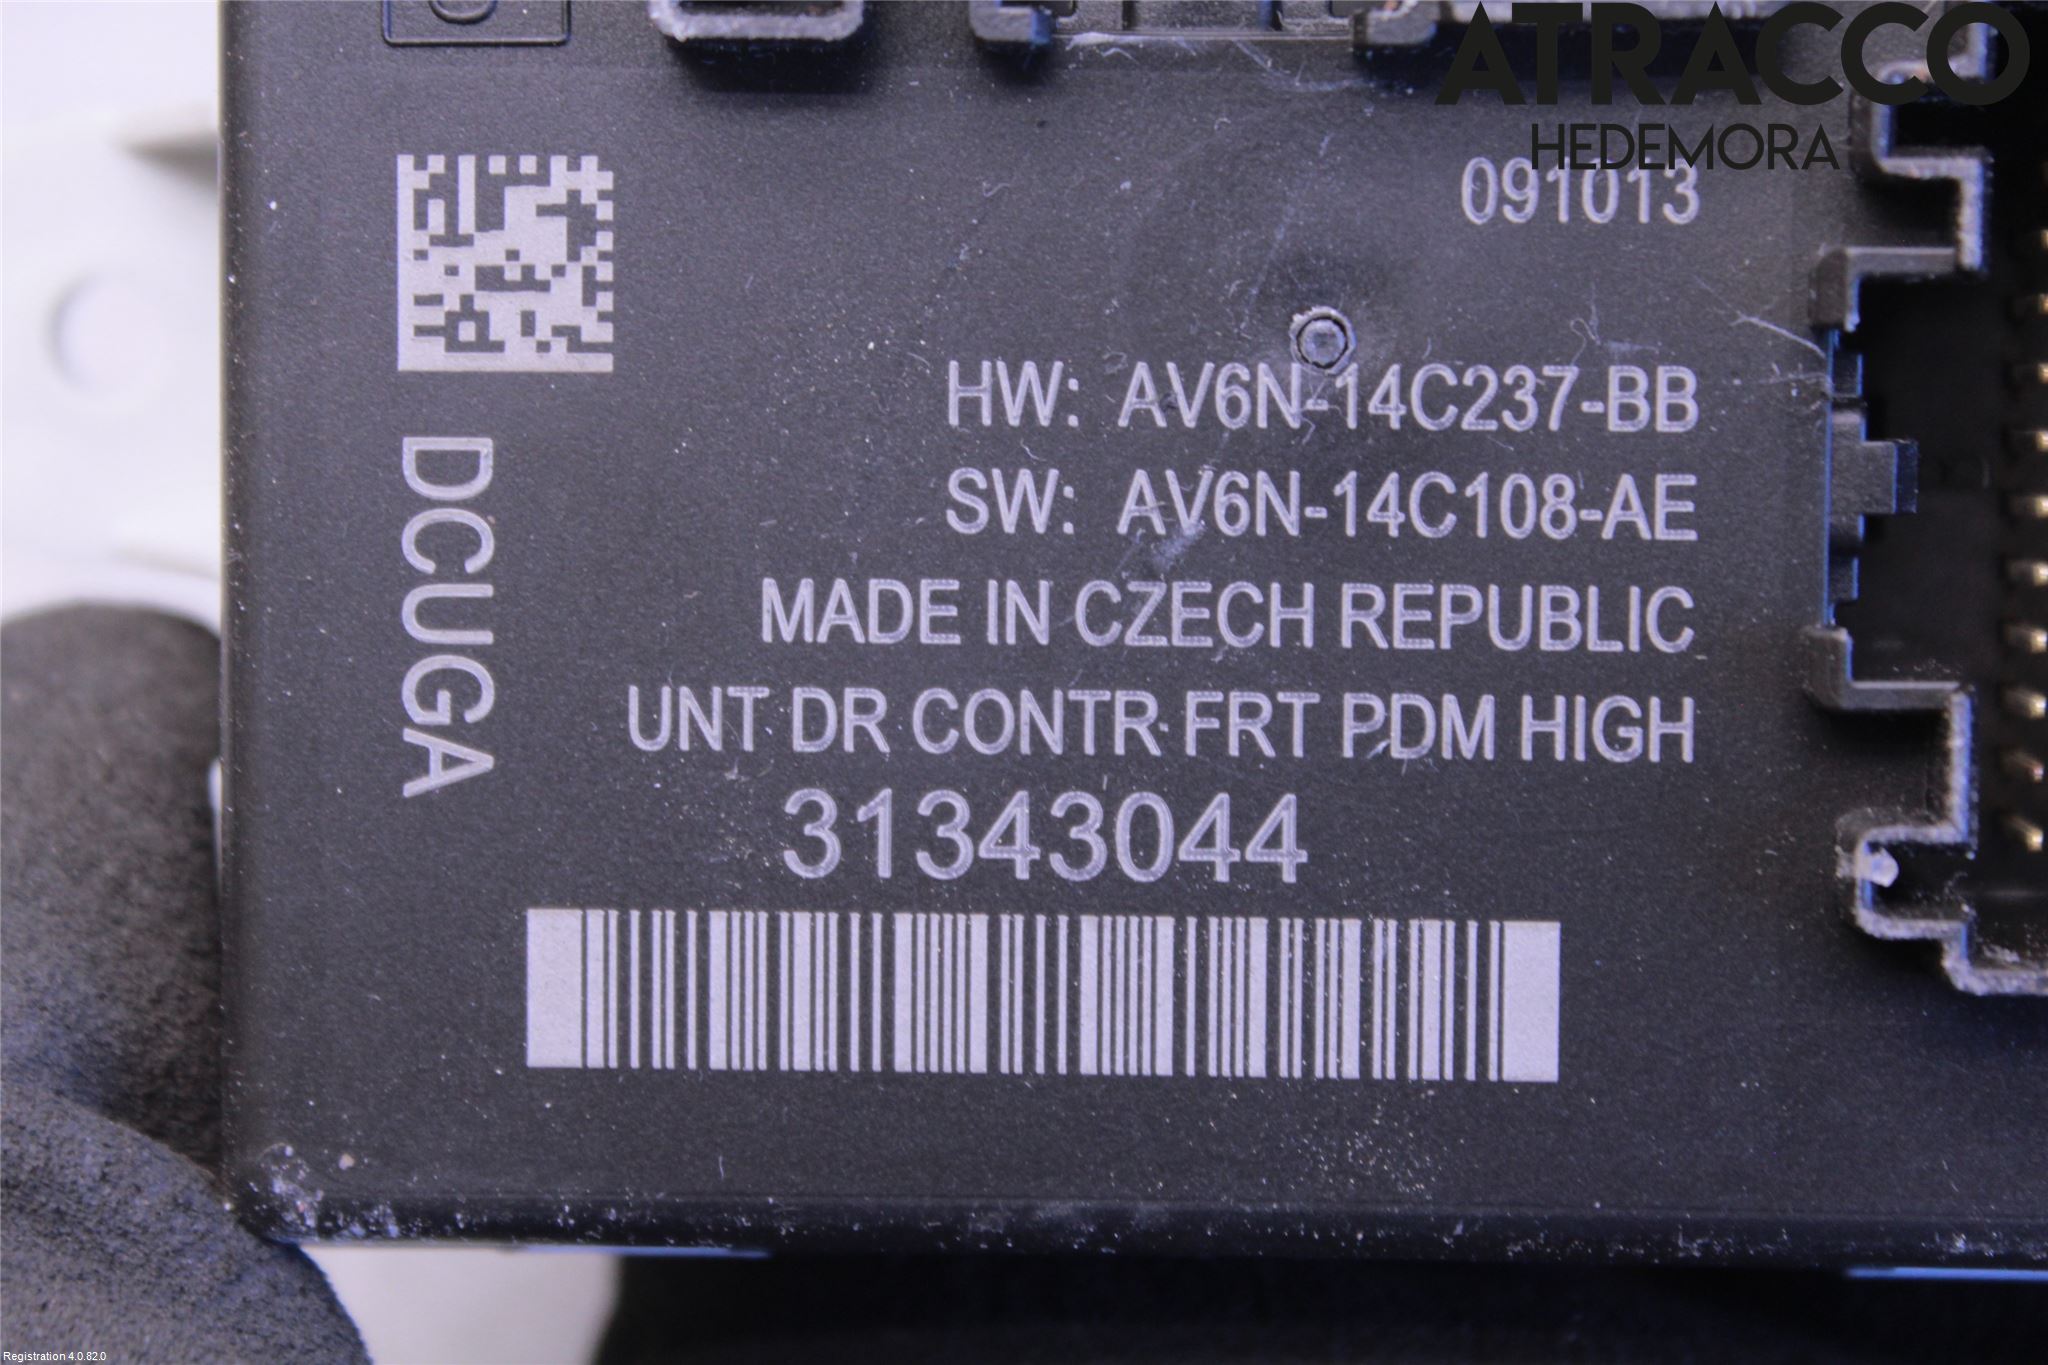 ATRACCO
HEDEMORA
091013
HW: AV6N-14C237-BB
SW: AV6N-14C108-AE
MADE IN CZECH REPUBLIC
UNT DR CONTR FRT PDM HIGH
31343044
DCUGA
Registration 4.0.82.0